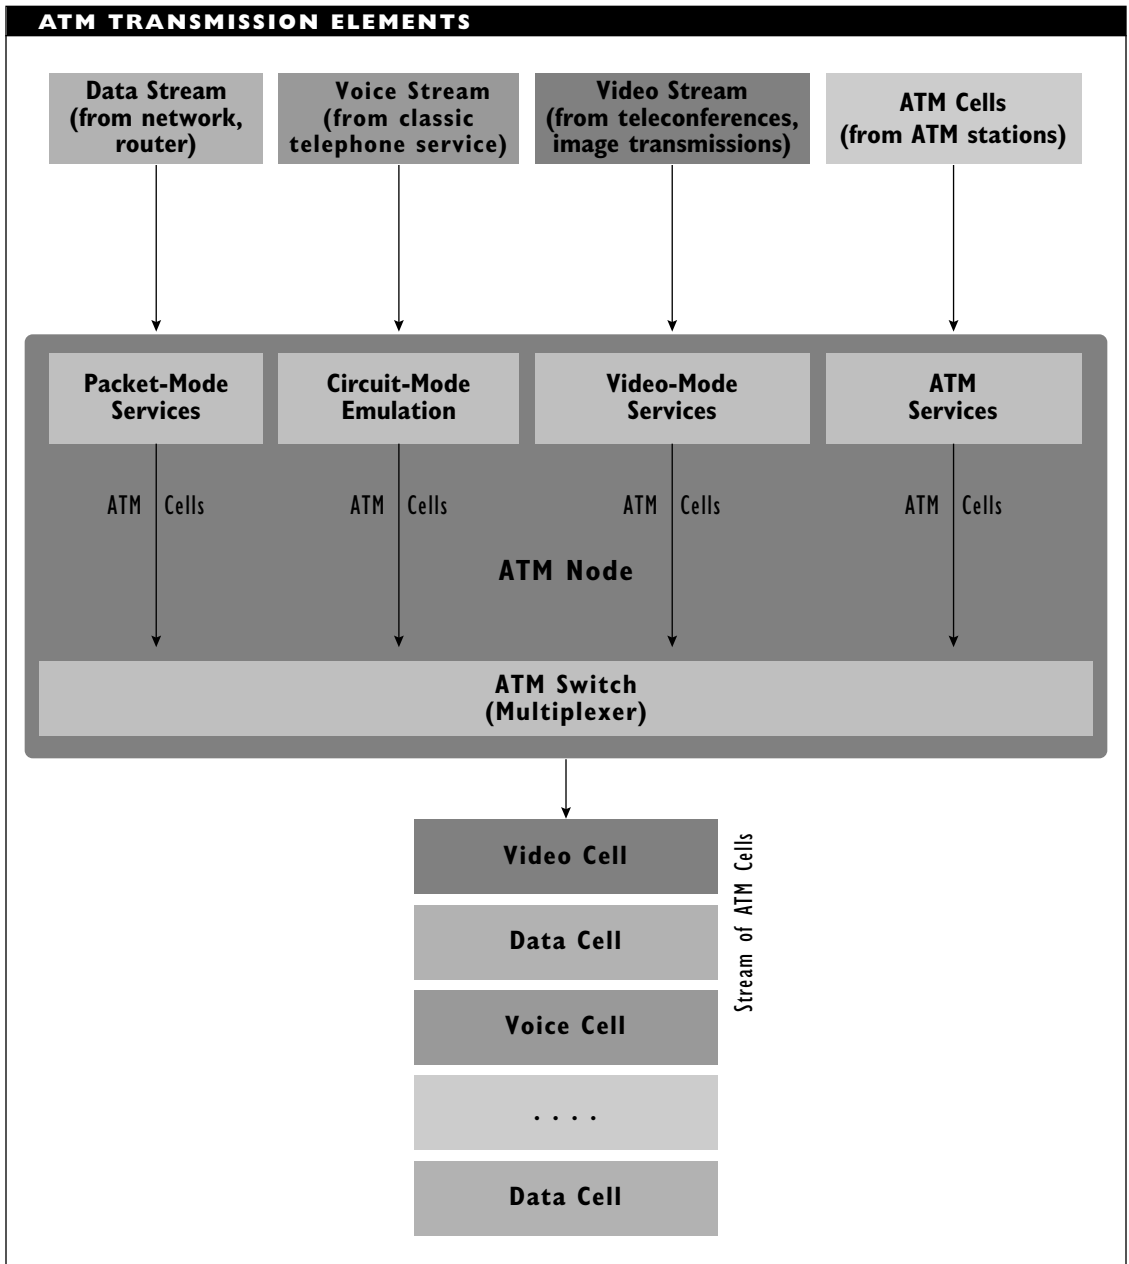 ATM TRANSMISSION ELEMENTS
Data Stream
(from network,
router)
Voice Stream
(from classic
telephone service)
Video Stream
(from teleconferences,
image transmissions)
ATM Cells
(from ATM stations)
Packet-Mode
Services
Circuit-Mode
Emulation
Video-Mode
Services
ATM
Services
ATM Cells
ATM Cells
ATM Cells
ATM Cells
ATM Node
ATM Switch
(Multiplexer)
Video Cell
Data Cell
Voice Cell
. . . .
Data Cell
Stream of ATM Cells